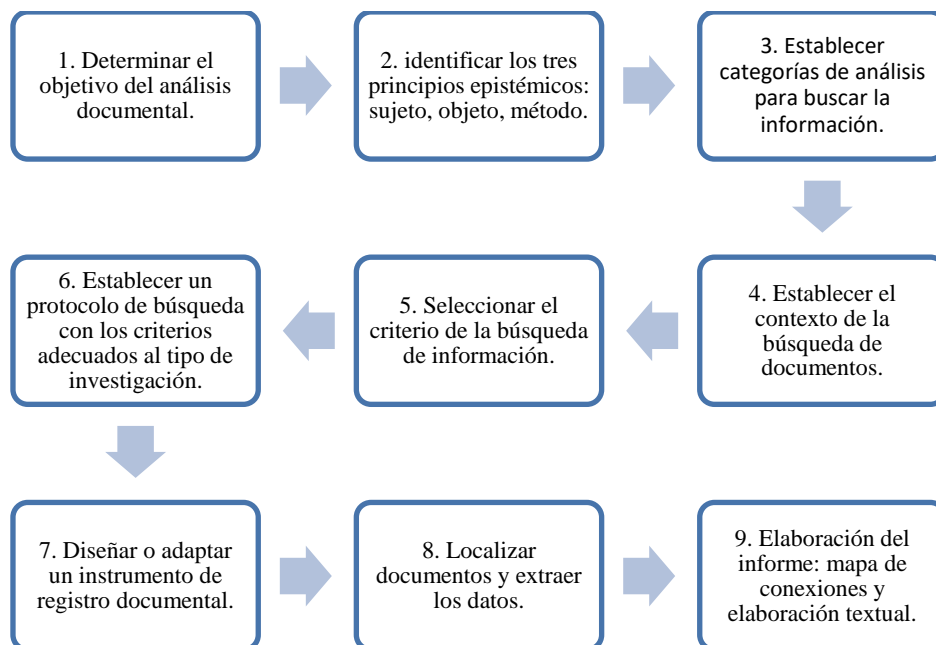 1. Determinar el
objetivo del análisis
documental.
2. identificar los tres
principios epistémicos:
sujeto, objeto, método.
3. Establecer
categorías de análisis
para buscar la
información.
4. Establecer el
contexto de la
búsqueda de
documentos.
5. Seleccionar el
criterio de la búsqueda
de información.
6. Establecer un
protocolo de búsqueda
con los criterios
adecuados al tipo de
investigación.
7. Diseñar o adaptar
un instrumento de
registro documental.
8. Localizar
documentos y extraer
los datos.
9. Elaboración del
informe: mapa de
conexiones y
elaboración textual.